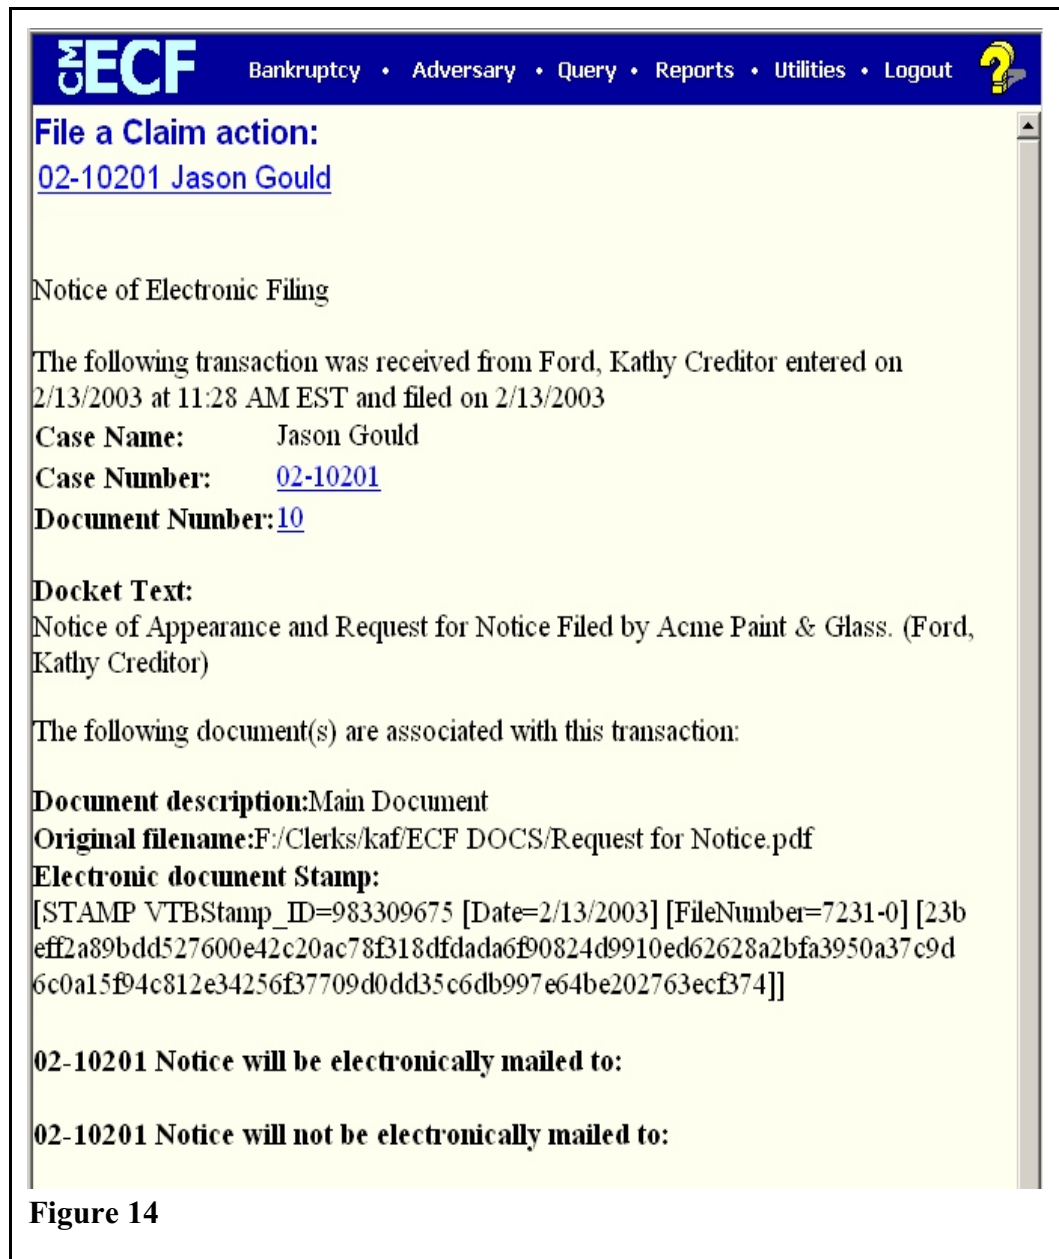 CM ECF Bankruptcy • Adversary • Query • Reports • Utilities • Logout ?
File a Claim action:
02-10201 Jason Gould
Notice of Electronic Filing
The following transaction was received from Ford, Kathy Creditor entered on
2/13/2003 at 11:28 AM EST and filed on 2/13/2003
Case Name: Jason Gould
Case Number: 02-10201
Document Number: 10
Docket Text:
Notice of Appearance and Request for Notice Filed by Acme Paint & Glass. (Ford,
Kathy Creditor)
The following document(s) are associated with this transaction:
Document description:Main Document
Original filename:F:/Clerks/kaf/ECF DOCS/Request for Notice.pdf
Electronic document Stamp:
[STAMP VTBStamp_ID=983309675 [Date=2/13/2003] [FileNumber=7231-0] [23b
eff2a89bdd527600e42c20ac78f318dfdada6f90824d9910ed62628a2bfa3950a37c9d
6c0a15f94c812e34256f37709d0dd35c6db997e64be202763ecf374]]
02-10201 Notice will be electronically mailed to:
02-10201 Notice will not be electronically mailed to:
Figure 14